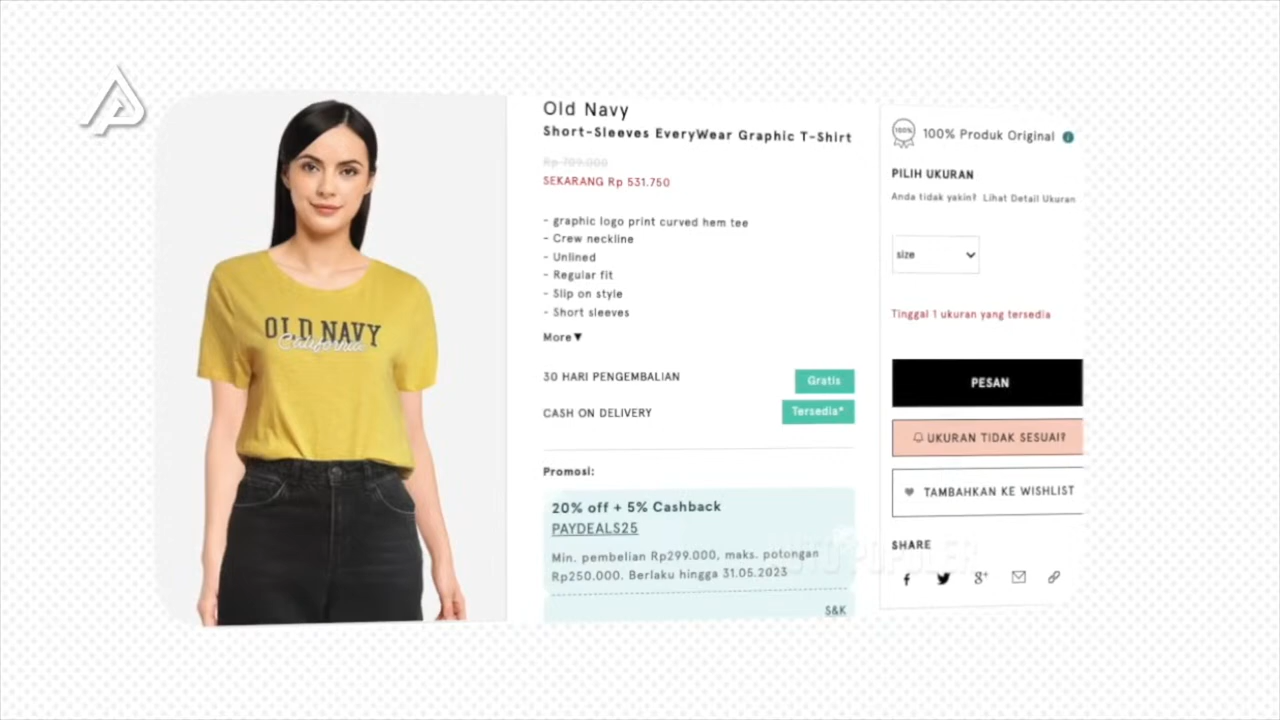 OLD NAVY
California
Old Navy
Short-Sleeves EveryWear Graphic T-Shirt
Rp 709.000
SEKARANG Rp 531.750
- graphic logo print curved hem tee
- Crew neckline
- Unlined
- Regular fit
- Slip on style
- Short sleeves
More▼
30 HARI PENGEMBALIAN
Gratis
CASH ON DELIVERY
Tersedia*
Promosi:
20% off + 5% Cashback
PAYDEALS25
Min. pembelian Rp299.000, maks. potongan
Rp250.000. Berlaku hingga 31.05.2023
S&K
100%
100% Produk Original
PILIH UKURAN
Anda tidak yakin? Lihat Detail Ukuran
size
Tinggal 1 ukuran yang tersedia
PESAN
UKURAN TIDAK SESUAI?
TAMBAHKAN KE WISHLIST
SHARE